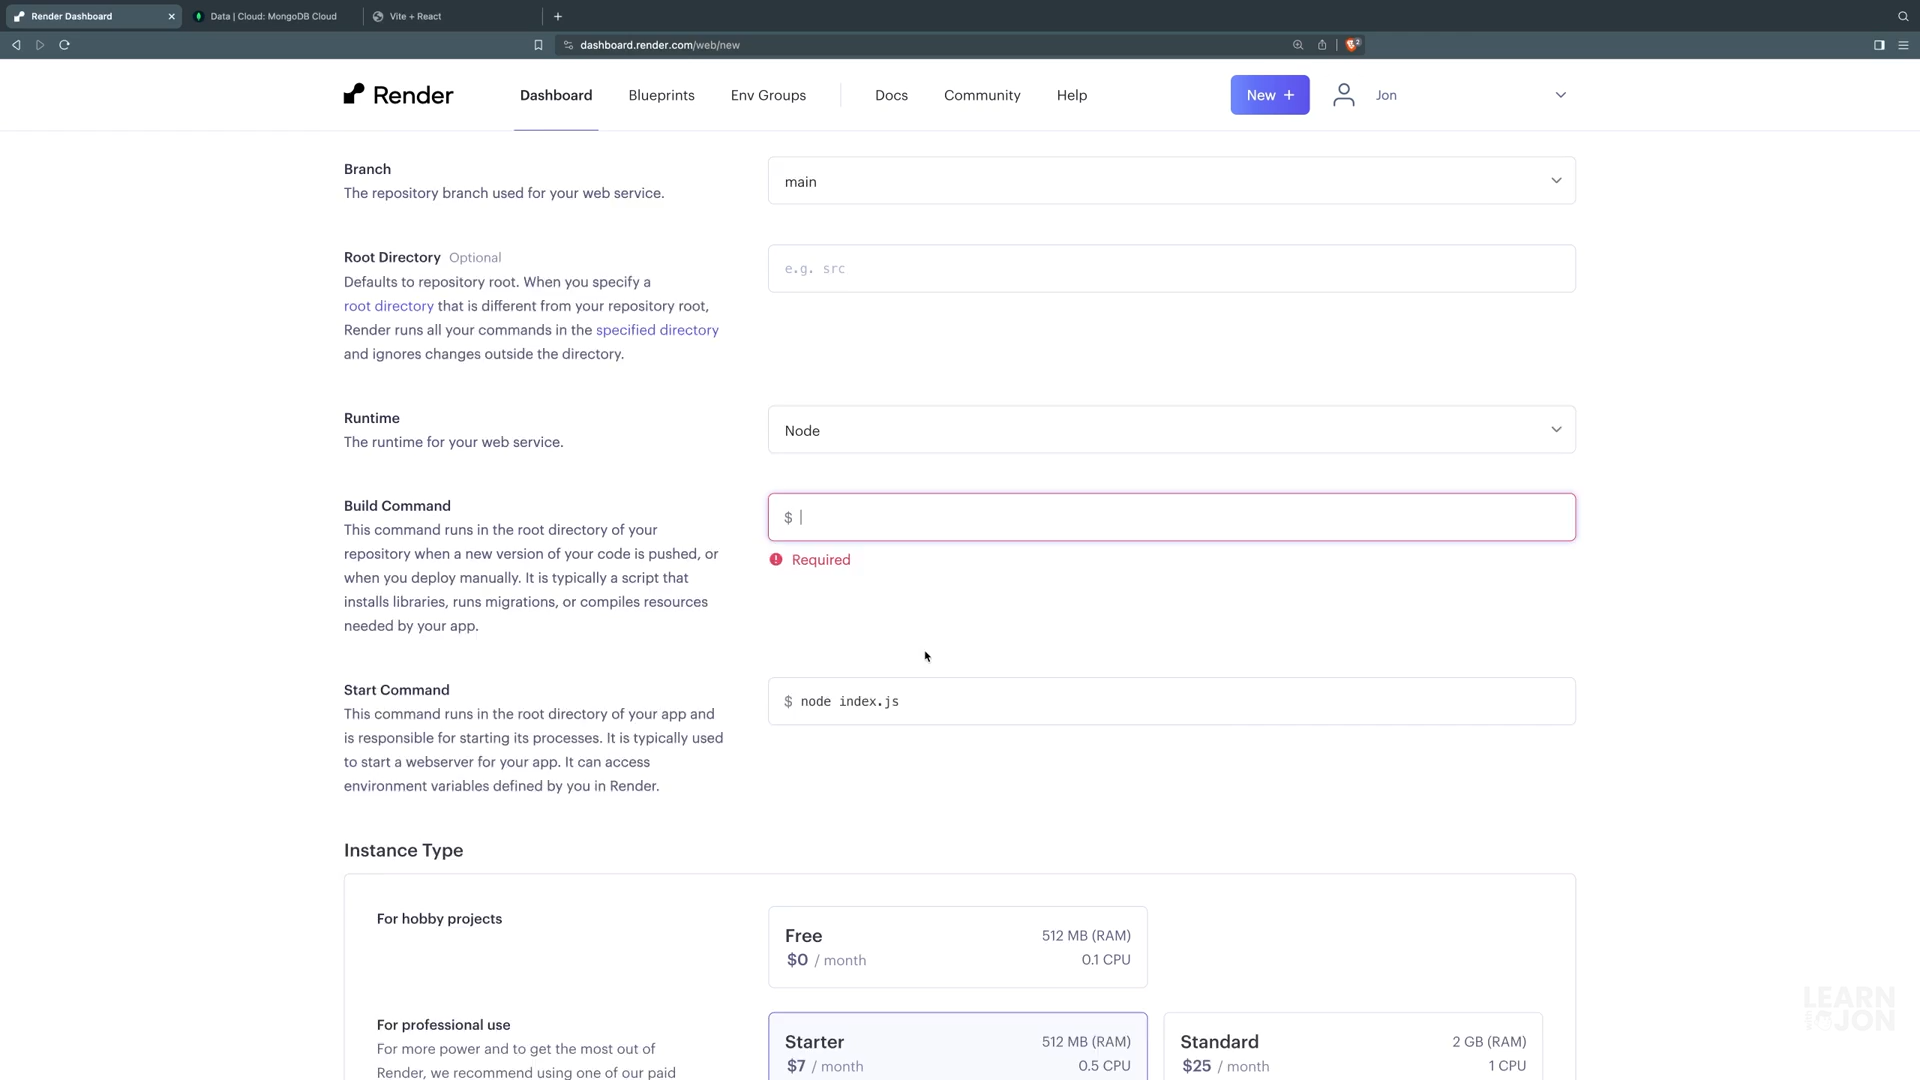 Render Dashboard
Data | Cloud: MongoDB Cloud
Vite + React
dashboard.render.com/web/new
2
Render
Dashboard
Blueprints
Env Groups
Docs
Community
Help
New +
Jon
Branch
The repository branch used for your web service.
main
Root Directory Optional
Defaults to repository root. When you specify a
root directory that is different from your repository root,
Render runs all your commands in the specified directory
and ignores changes outside the directory.
e.g. src
Runtime
The runtime for your web service.
Node
Build Command
This command runs in the root directory of your
repository when a new version of your code is pushed, or
when you deploy manually. It is typically a script that
installs libraries, runs migrations, or compiles resources
needed by your app.
$
Required
Start Command
This command runs in the root directory of your app and
is responsible for starting its processes. It is typically used
to start a webserver for your app. It can access
environment variables defined by you in Render.
$ node index.js
Instance Type
For hobby projects
Free
512 MB (RAM)
$0 / month
0.1 CPU
For professional use
For more power and to get the most out of
Render, we recommend using one of our paid
Starter
512 MB (RAM)
$7 / month
0.5 CPU
Standard
2 GB (RAM)
$25 / month
1 CPU
LEARN
JON